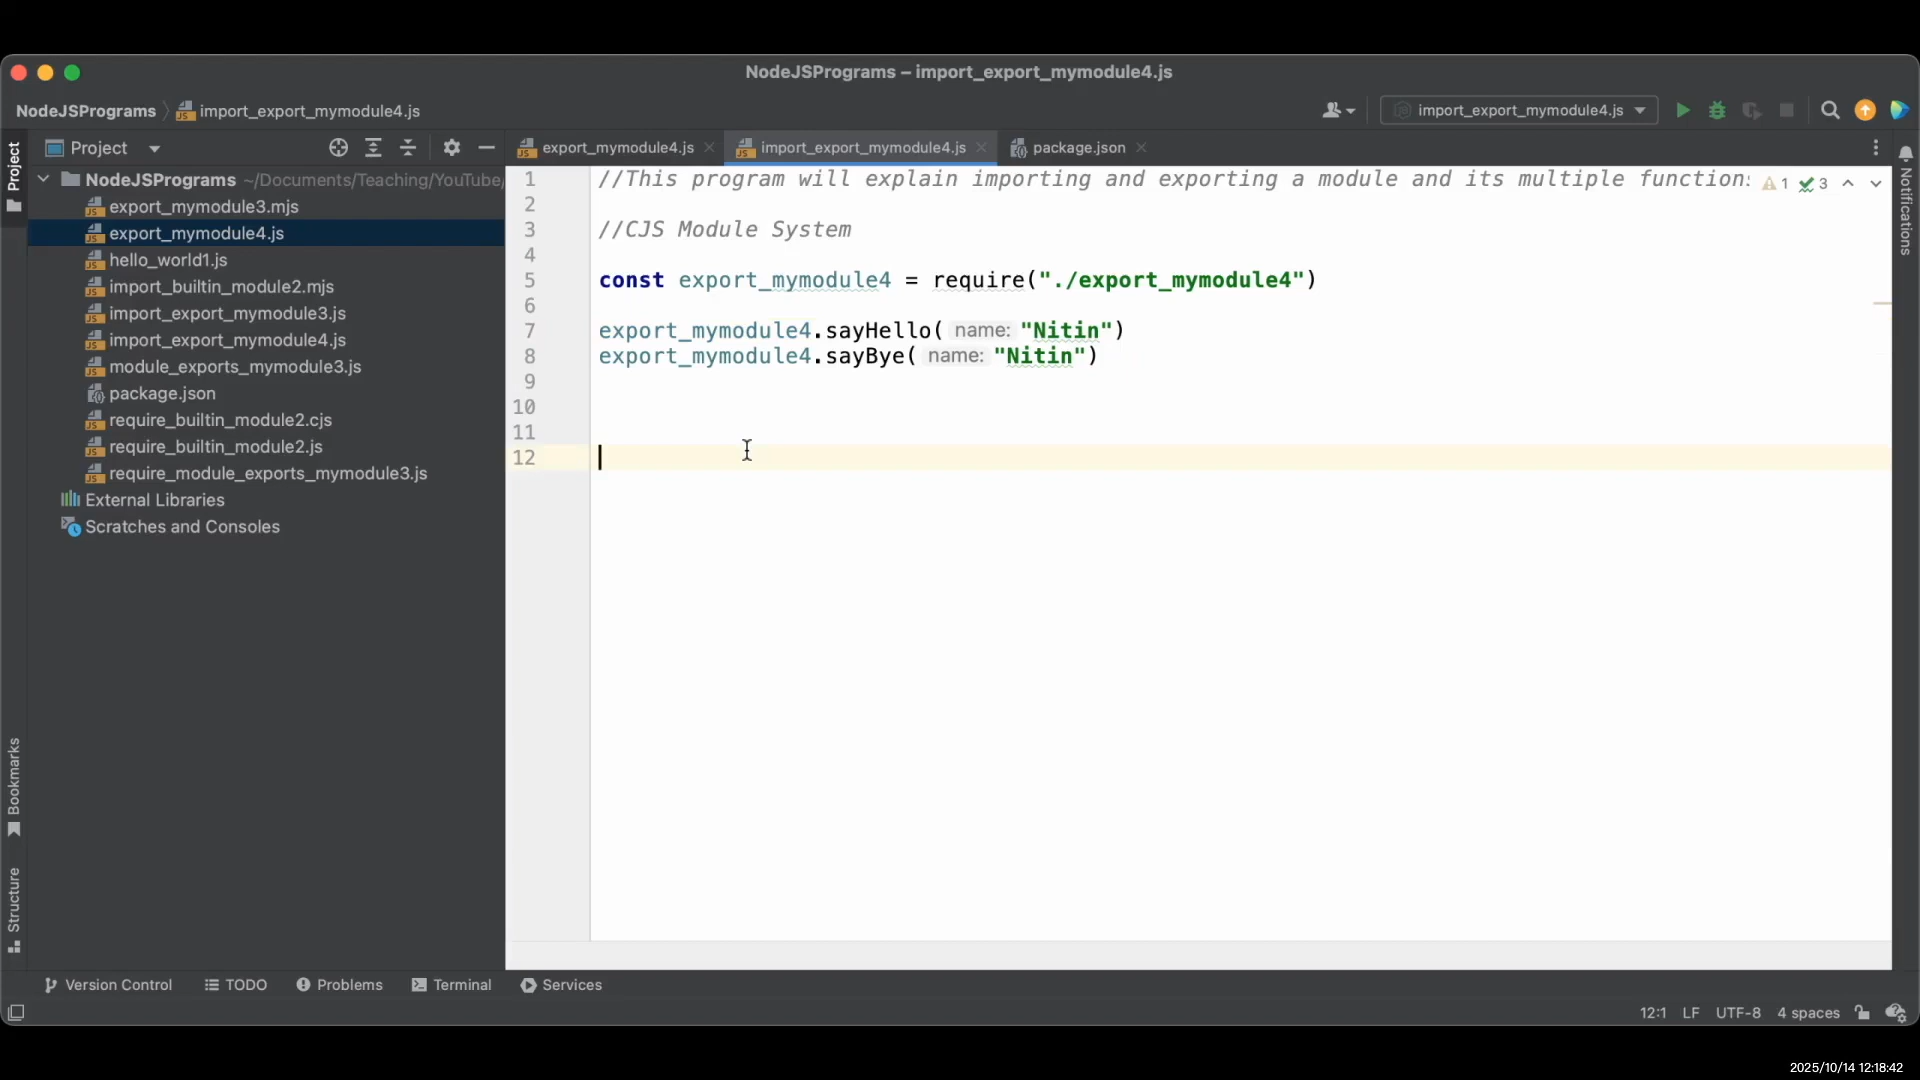 NodeJSPrograms – import_export_mymodule4.js
NodeJSPrograms
import_export_mymodule4.js
import_export_mymodule4.js
Project
Project
export_mymodule4.js
import_export_mymodule4.js
package.json
NodeJSPrograms ~/Documents/Teaching/YouTube/
export_mymodule3.mjs
export_mymodule4.js
hello_world1.js
import_builtin_module2.mjs
import_export_mymodule3.js
import_export_mymodule4.js
module_exports_mymodule3.js
package.json
require_builtin_module2.cjs
require_builtin_module2.js
require_module_exports_mymodule3.js
External Libraries
Scratches and Consoles
1 //This program will explain importing and exporting a module and its multiple functions
1 3
2
3 //CJS Module System
4
5 const export_mymodule4 = require("./export_mymodule4")
6
7 export_mymodule4.sayHello( name: "Nitin")
8 export_mymodule4.sayBye( name: "Nitin")
9
10
11
12
Notifications
Bookmarks
Structure
Version Control
TODO
Problems
Terminal
Services
12:1 LF UTF-8 4 spaces
2025/10/14 12:18:42